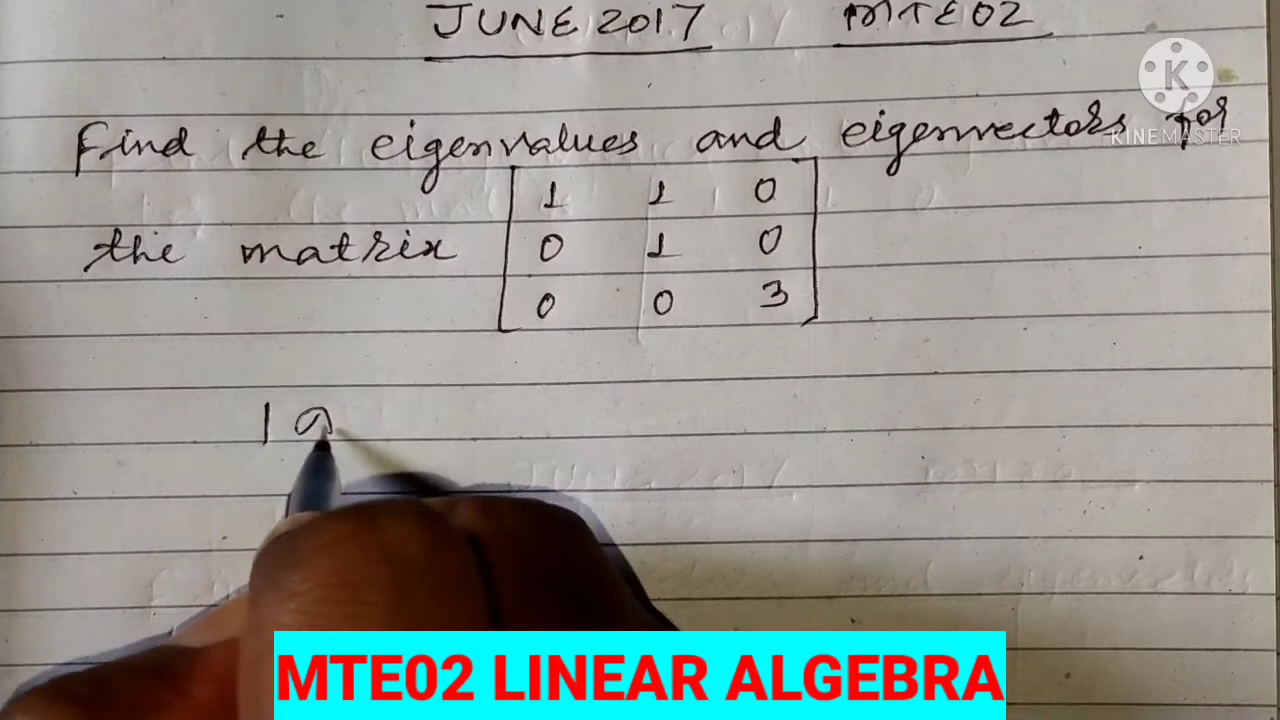 JUNE 2017 MTE02
K
KINEMASTER
Find the eigenvalues and eigenvectors for
1 1 0
the matrix 0 1 0
0 0 3
MTE02 LINEAR ALGEBRA